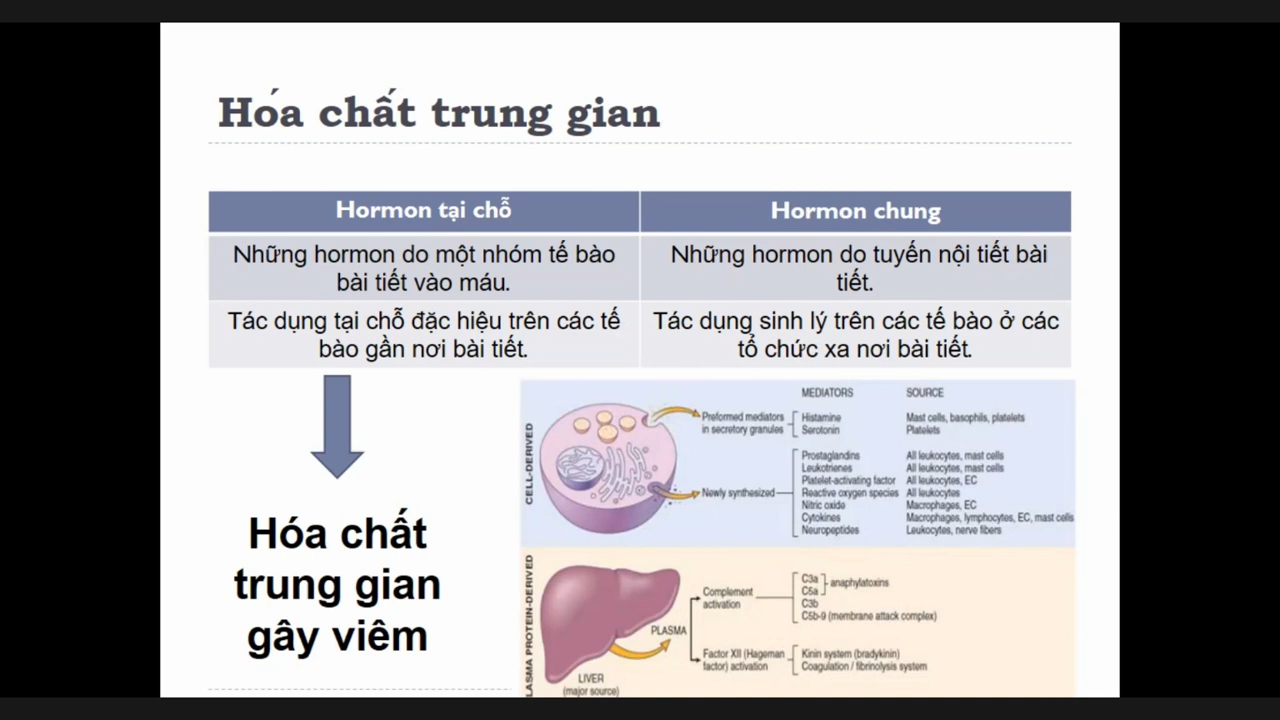 Hóa chất trung gian
Hormon tại chỗ
Hormon chung
Những hormon do một nhóm tế bào
bài tiết vào máu.
Những hormon do tuyến nội tiết bài
tiết.
Tác dụng tại chỗ đặc hiệu trên các tế
bào gần nơi bài tiết.
Tác dụng sinh lý trên các tế bào ở các
tổ chức xa nơi bài tiết.
Hóa chất
trung gian
gây viêm
MEDIATORS
SOURCE
CELL-DERIVED
Preformed mediators
in secretory granules
Histamine
Mast cells, basophils, platelets
Serotonin
Platelets
Newly synthesized
Prostaglandins
All leukocytes, mast cells
Leukotrienes
All leukocytes, mast cells
Platelet-activating factor
All leukocytes, EC
Reactive oxygen species
All leukocytes
Nitric oxide
Macrophages, EC
Cytokines
Macrophages, lymphocytes, EC, mast cells
Neuropeptides
Leukocytes, nerve fibers
LASMA PROTEIN-DERIVED
LIVER
(major source)
PLASMA
Complement
activation
C3a
C5a
anaphylatoxins
C3b
C5b-9 (membrane attack complex)
Factor XII (Hageman
factor) activation
Kinin system (bradykinin)
Coagulation / fibrinolysis system